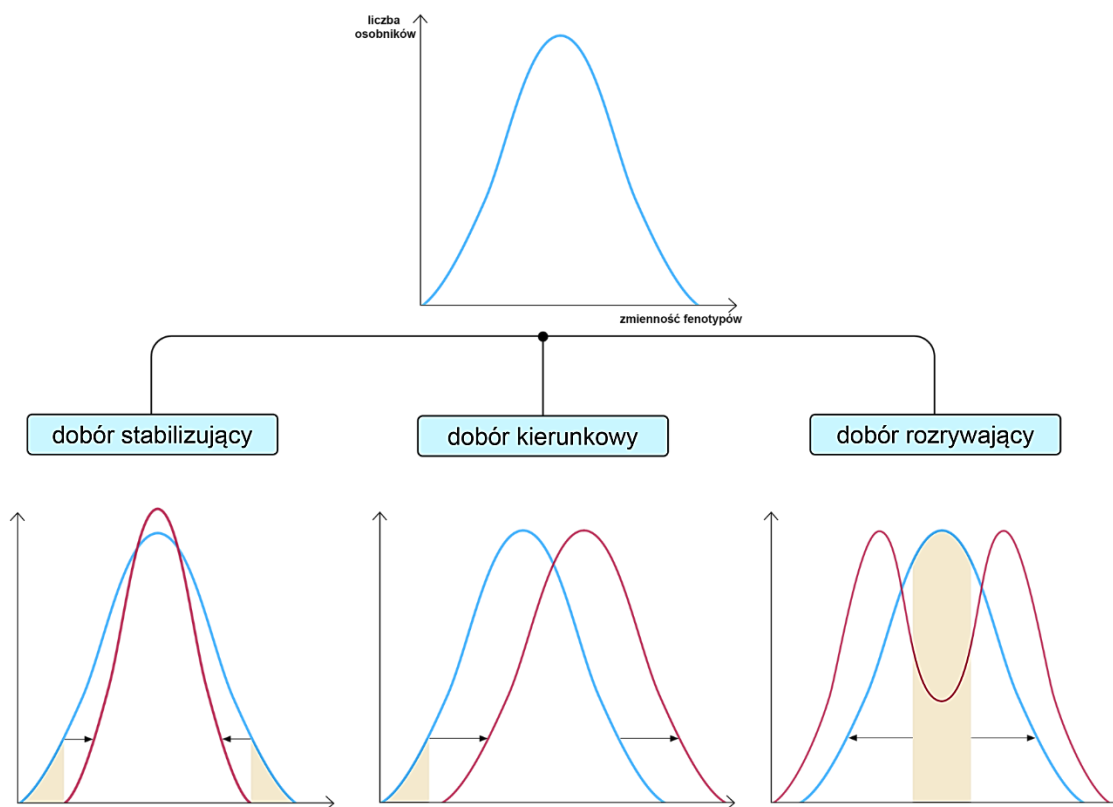 liczba
osobników
zmienność fenotypów
dobór stabilizujący
dobór kierunkowy
dobór rozrywający